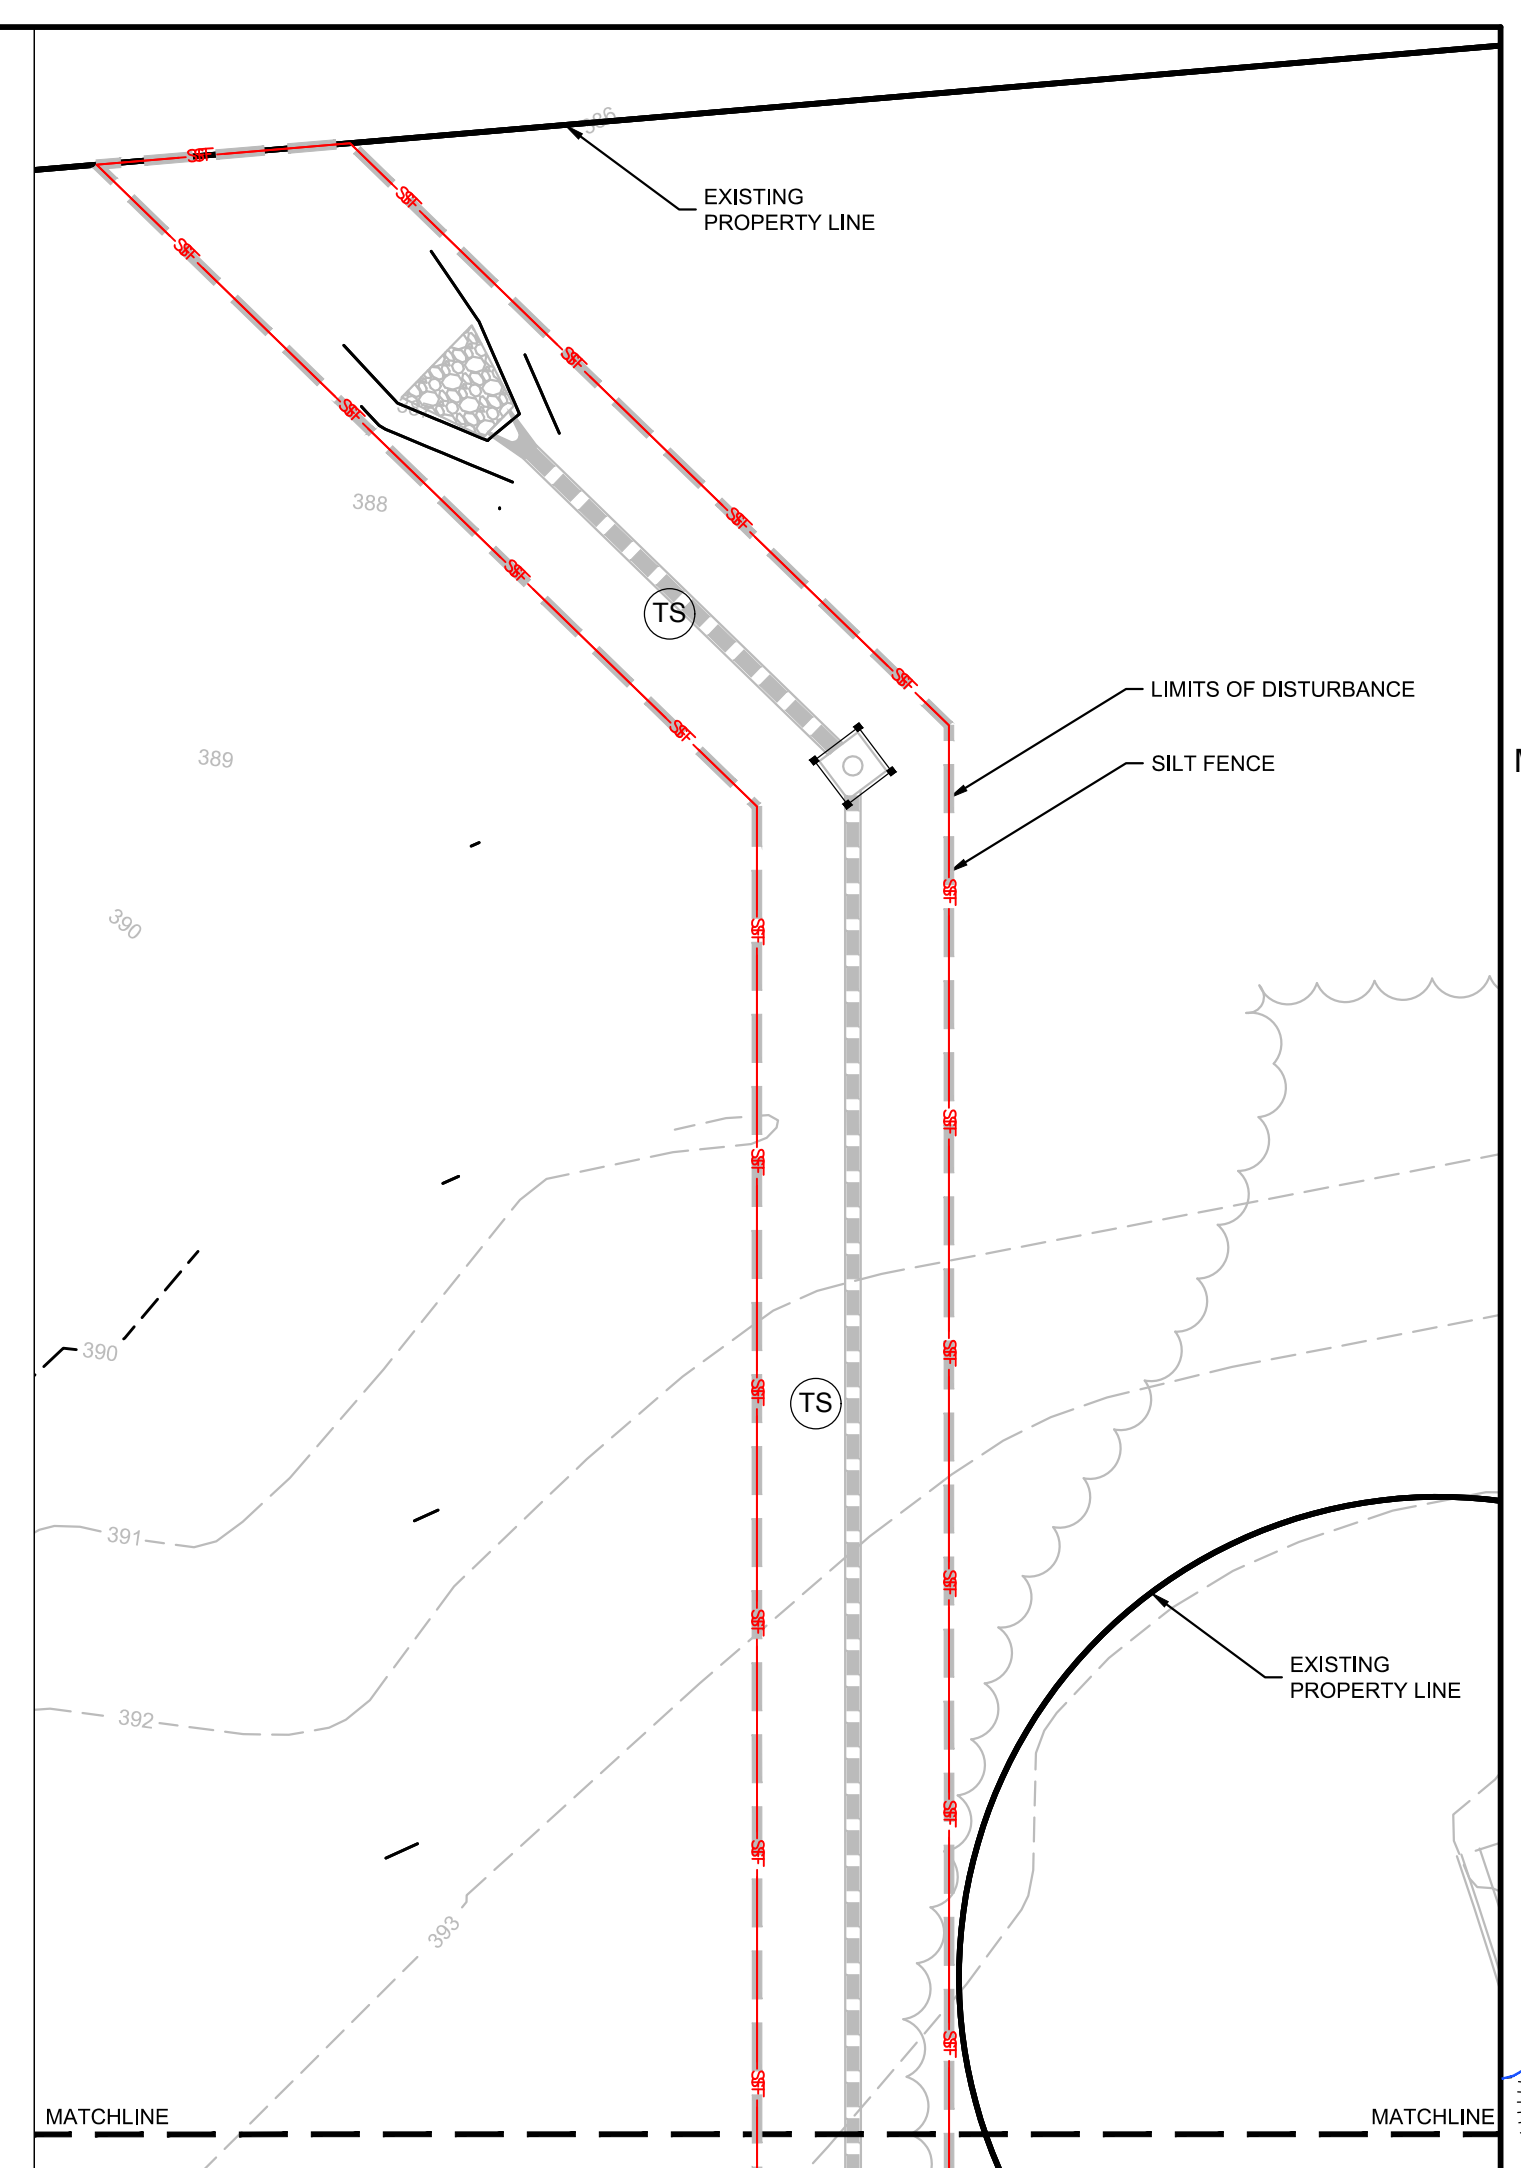 386
EXISTING
PROPERTY LINE
388
TS
LIMITS OF DISTURBANCE
389
SILT FENCE
390
390
TS
391
EXISTING
PROPERTY LINE
392
393
MATCHLINE
MATCHLINE